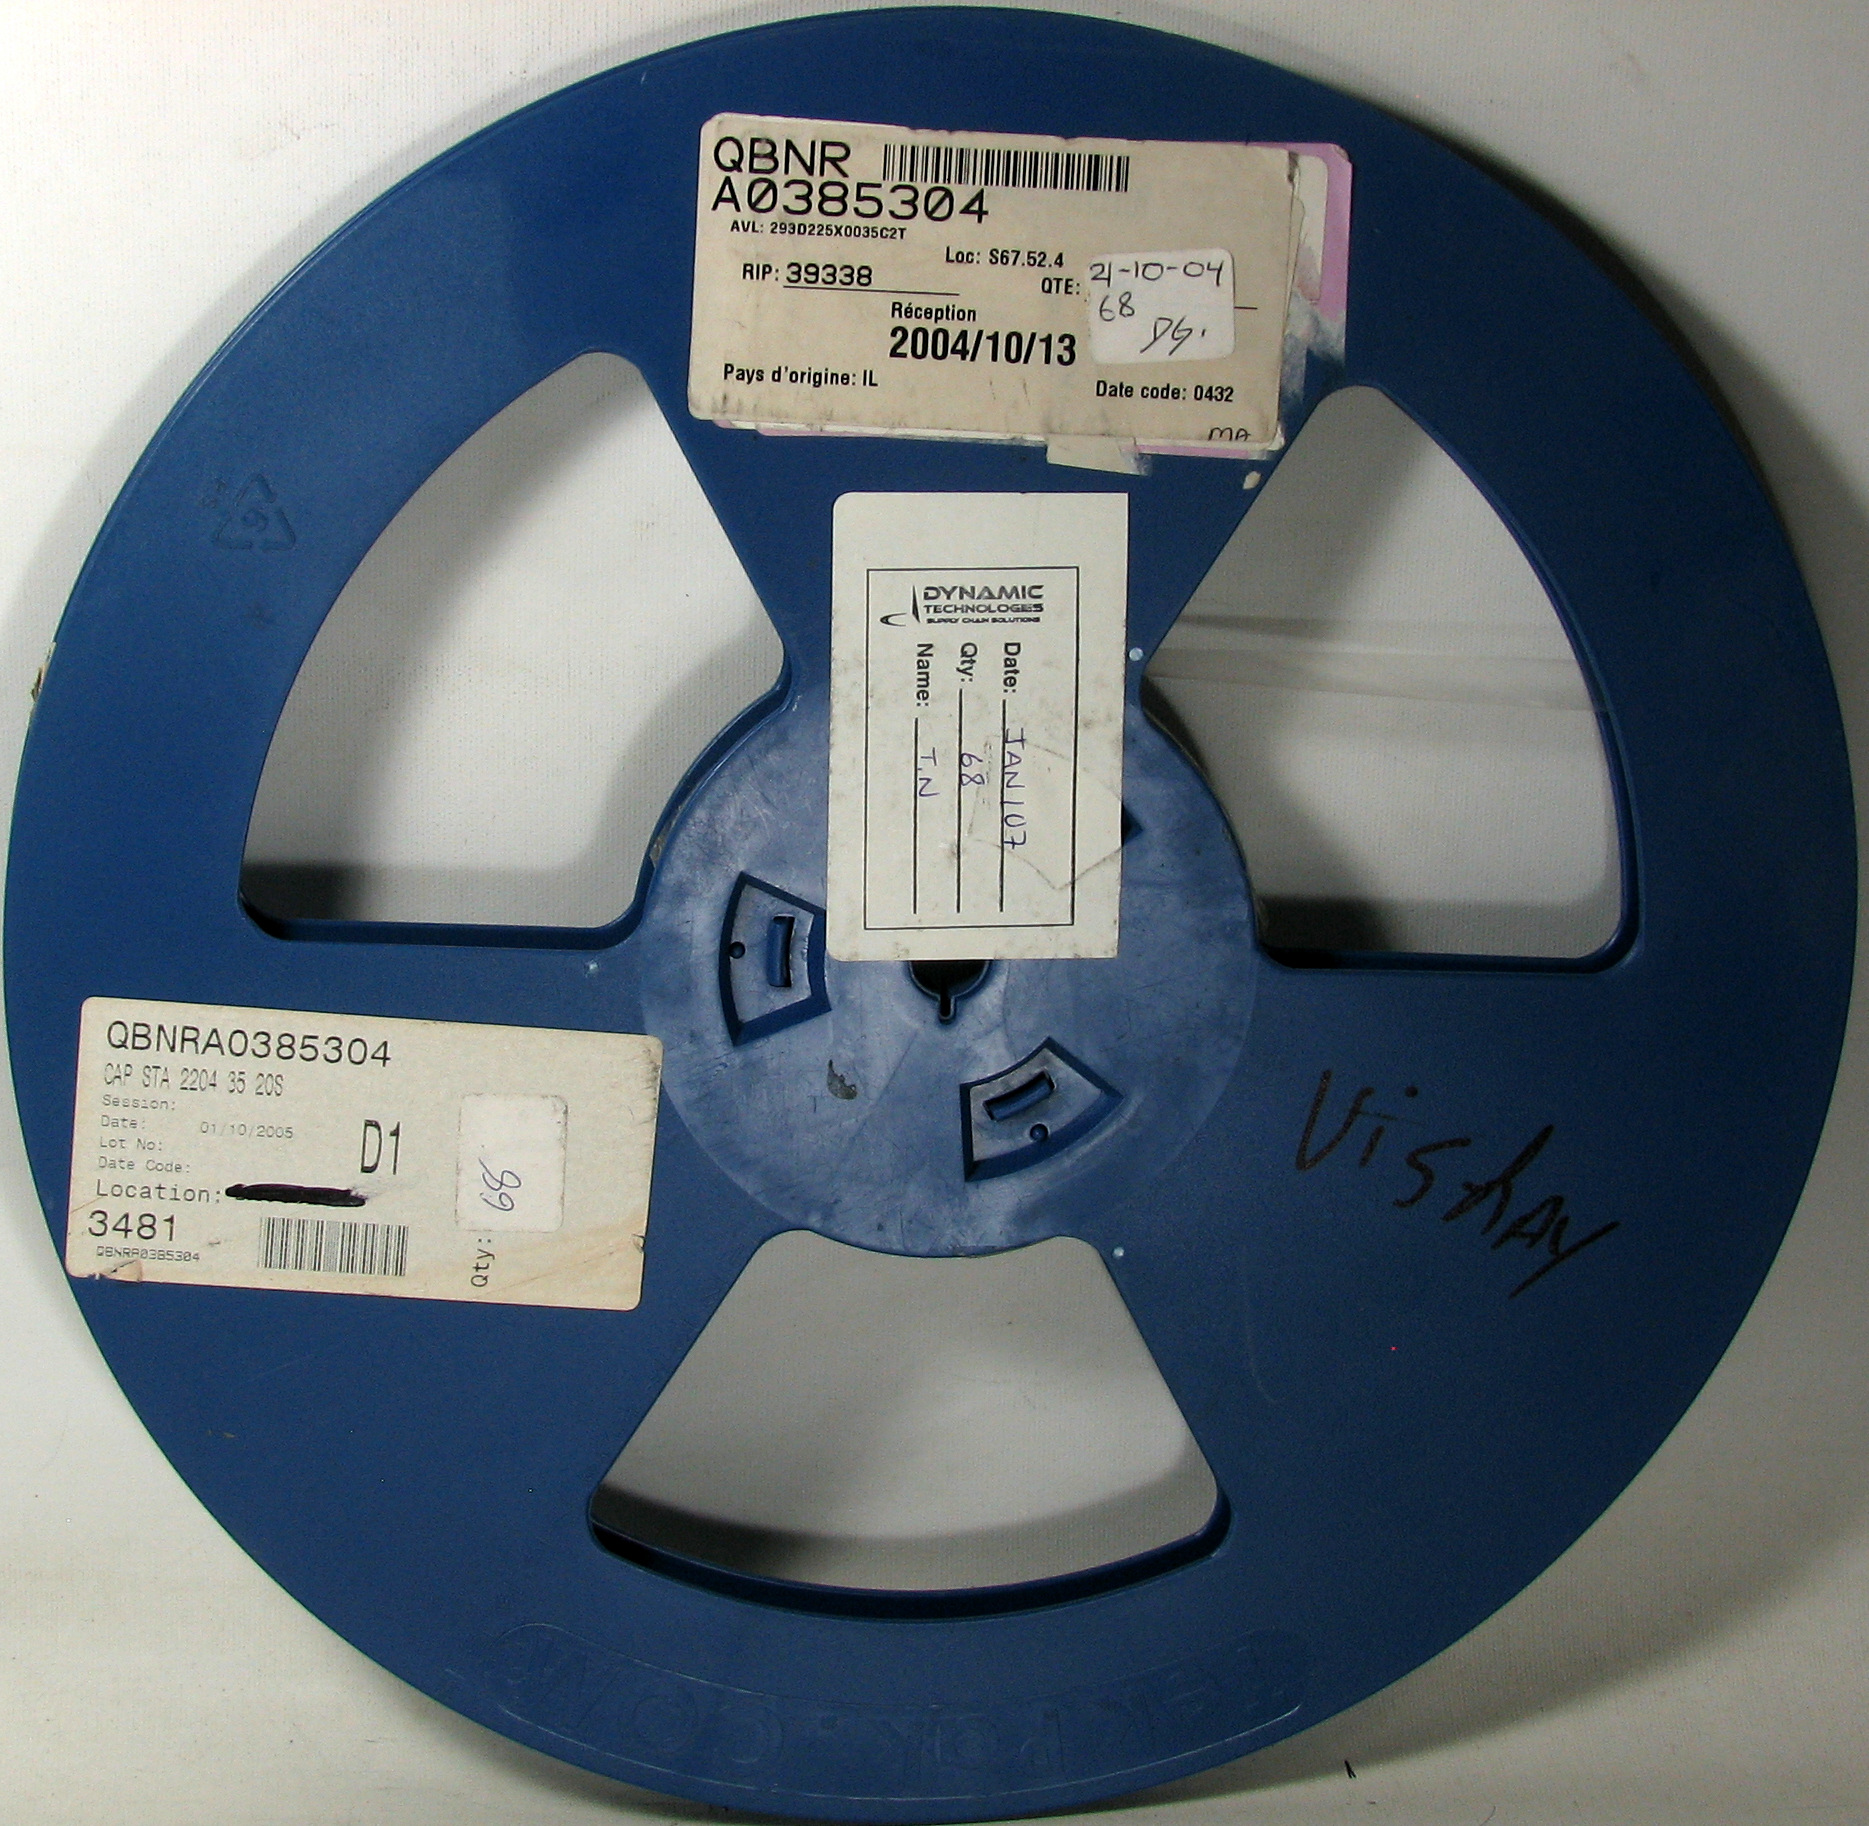 QBNR
A0385304
AVL: 293D225X0035C2T
Loc: S67.52.4
RIP: 39338
QTE:
21-10-04
68
DG.
Réception
2004/10/13
Pays d'origine: IL
Date code: 0432
MA
DYNAMIC
TECHNOLOGIES
SUPPLY CHAIN SOLUTIONS
Date: JAN 107
Qty: 68
Name: T.N
QBNRA0385304
CAP STA 2204 35 20S
Session:
Date: 01/10/2005
Lot No:
D1
Date Code:
Location:
3481
QBNRA0385304
Qty: 68
Vishay
6